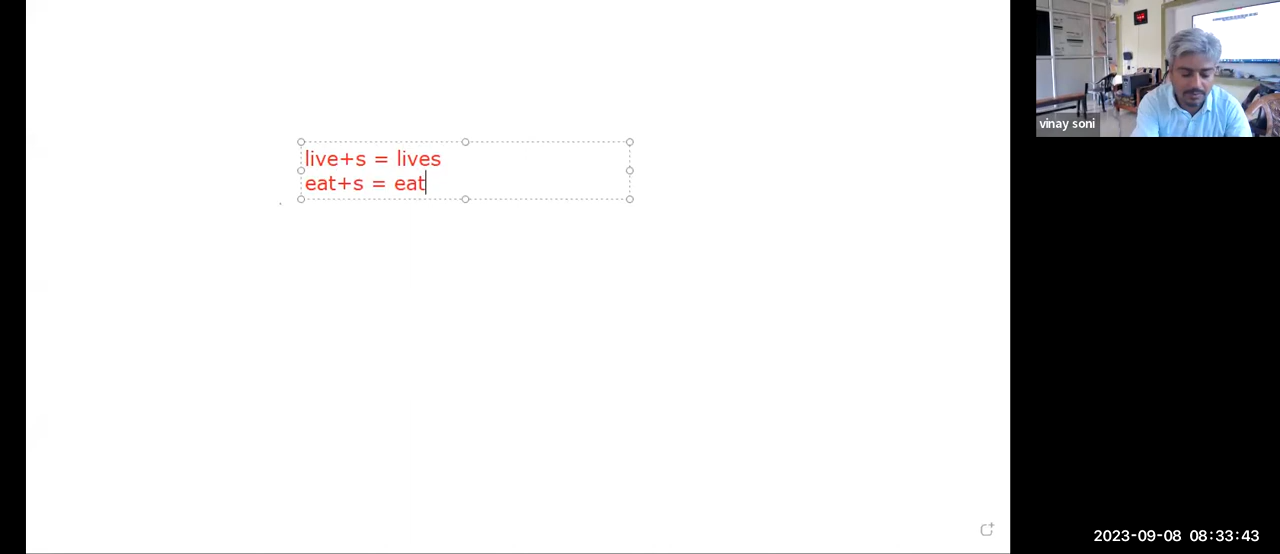 live+s = lives
eat+s = eat
vinay soni
2023-09-08 08:33:43